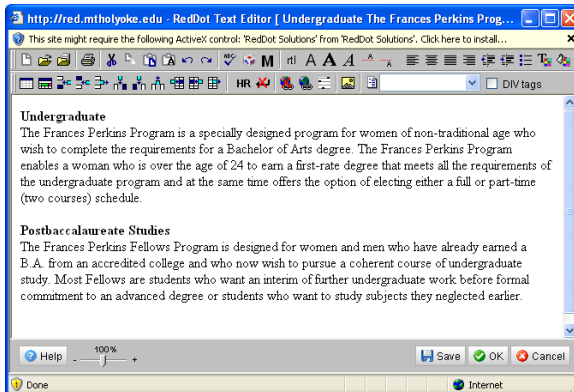 http://red.mtholyoke.edu - RedDot Text Editor [ Undergraduate The Frances Perkins Prog...
This site might require the following ActiveX control: 'RedDot Solutions' from 'RedDot Solutions'. Click here to install...
ABC M rtl A A A A A
HR DIV tags
Undergraduate
The Frances Perkins Program is a specially designed program for women of non-traditional age who
wish to complete the requirements for a Bachelor of Arts degree. The Frances Perkins Program
enables a woman who is over the age of 24 to earn a first-rate degree that meets all the requirements of
the undergraduate program and at the same time offers the option of electing either a full or part-time
(two courses) schedule.
Postbaccalaureate Studies
The Frances Perkins Fellows Program is designed for women and men who have already earned a
B.A. from an accredited college and who now wish to pursue a coherent course of undergraduate
study. Most Fellows are students who want an interim of further undergraduate work before formal
commitment to an advanced degree or students who want to study subjects they neglected earlier.
Help - 100% + Save OK Cancel
Done Internet